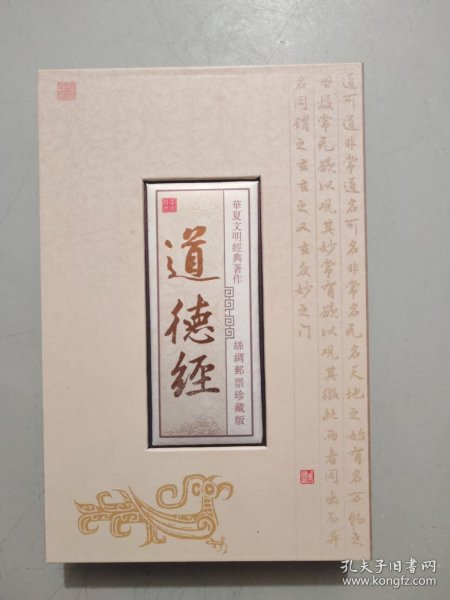 道可道非常道名可名非常名无名天地之始有名万物之
母故常无欲以观其妙常有欲以观其徼此两者同出而异
名同谓之玄玄之又玄众妙之门
華夏文明經典著作
絲綢郵票珍藏版
道德經
孔夫子旧书网
www.kongfz.com